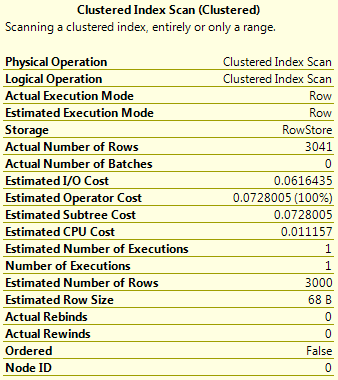 Clustered Index Scan (Clustered)
Scanning a clustered index, entirely or only a range.
Physical Operation Clustered Index Scan
Logical Operation Clustered Index Scan
Actual Execution Mode Row
Estimated Execution Mode Row
Storage RowStore
Actual Number of Rows 3041
Actual Number of Batches 0
Estimated I/O Cost 0.0616435
Estimated Operator Cost 0.0728005 (100%)
Estimated Subtree Cost 0.0728005
Estimated CPU Cost 0.011157
Estimated Number of Executions 1
Number of Executions 1
Estimated Number of Rows 3000
Estimated Row Size 68 B
Actual Rebinds 0
Actual Rewinds 0
Ordered False
Node ID 0